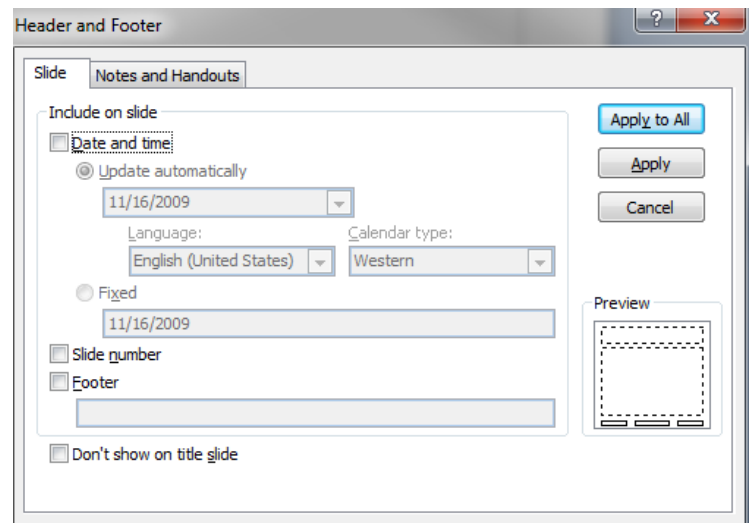 Header and Footer
Slide
Notes and Handouts
Include on slide
Date and time
Update automatically
11/16/2009
Language:
Calendar type:
English (United States)
Western
Fixed
11/16/2009
Slide number
Footer
Don't show on title slide
Apply to All
Apply
Cancel
Preview